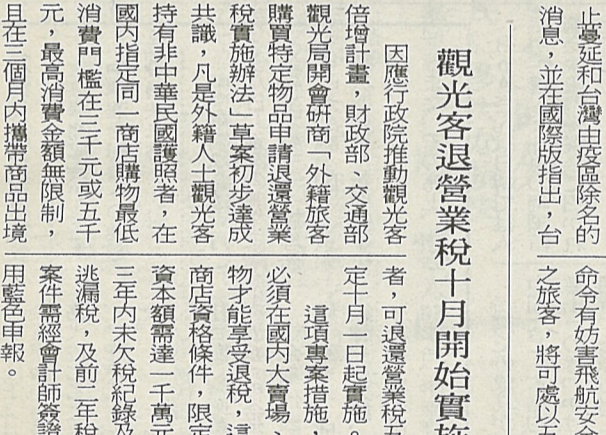 止蔓延和台灣由疫區除名的
消息，並在國際版指出，台
命令有妨害飛航安全
之旅客，將可處以五
觀光客退營業稅十月開始實施
因應行政院推動觀光客
倍增計畫，財政部、交通部
觀光局開會研商「外籍旅客
購買特定物品申請退還營業
稅實施辦法」草案初步達成
共識，凡是外籍人士觀光客
持有非中華民國護照者，在
國內指定同一商店購物最低
消費門檻在三千元或五千
元，最高消費金額無限制，
且在三個月內攜帶商品出境
者，可退還營業稅五
定十月一日起實施。
這項專案措施，
必須在國內大賣場、
物才能享受退稅，這
商店資格條件，限定
資本額需達一千萬元
三年內未欠稅紀錄及
逃漏稅，及前二年稅
案件需經會計師簽證
用藍色申報。